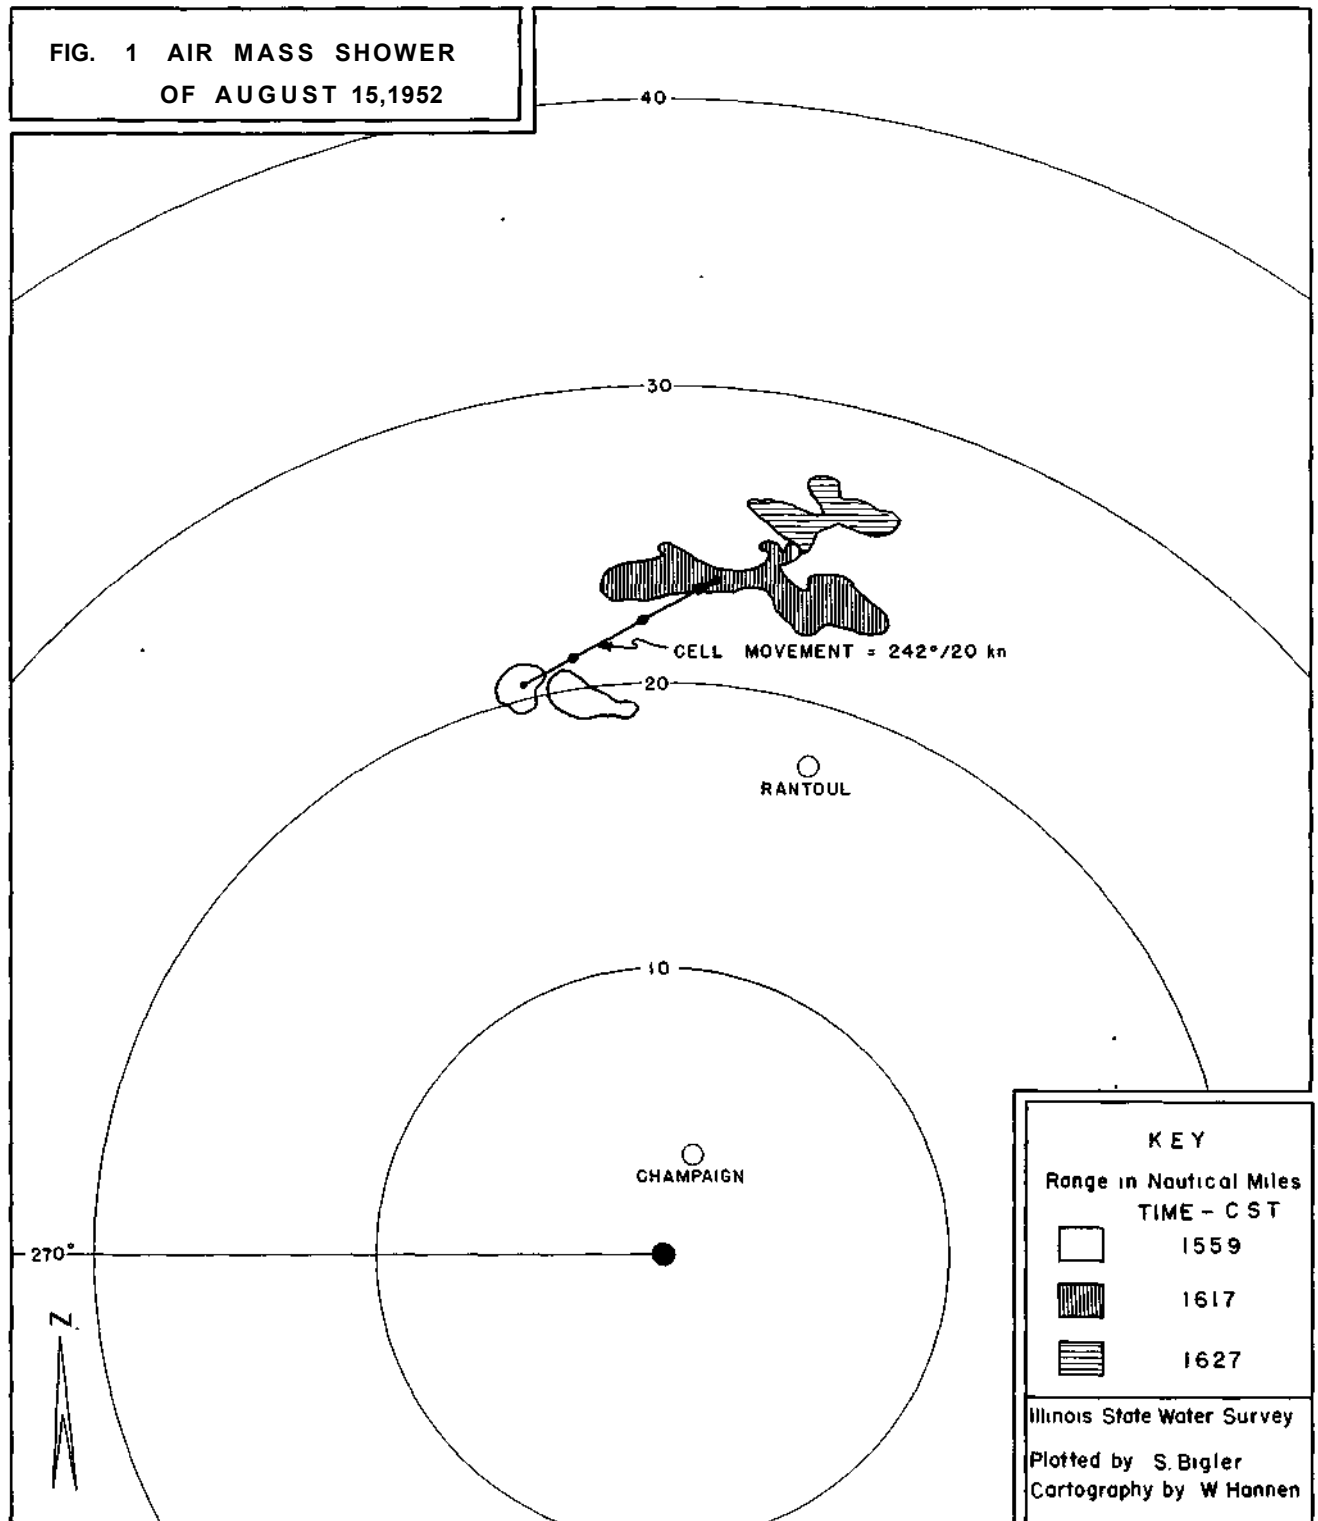 FIG. 1 AIR MASS SHOWER
OF AUGUST 15,1952
40
30
CELL MOVEMENT = 242°/20 kn
20
RANTOUL
10
CHAMPAIGN
270°
N
KEY
Range in Nautical Miles
TIME - CST
1559
1617
1627
Illinois State Water Survey
Plotted by S. Bigler
Cartography by W Hannen